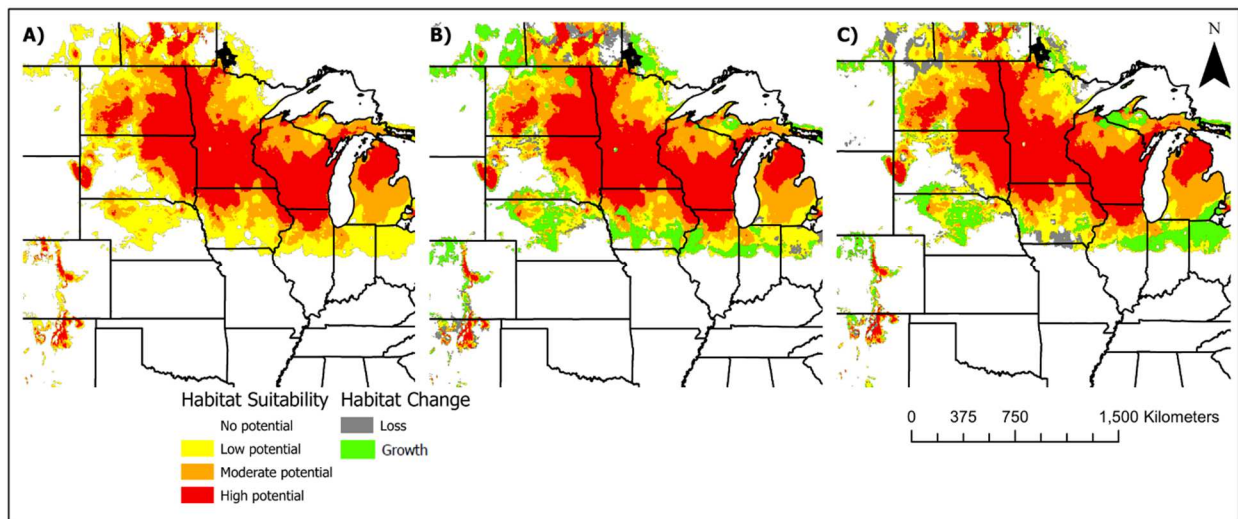 A) B) C) N
Habitat Suitability Habitat Change
No potential Loss
Low potential Growth
Moderate potential
High potential
0 375 750 1,500 Kilometers